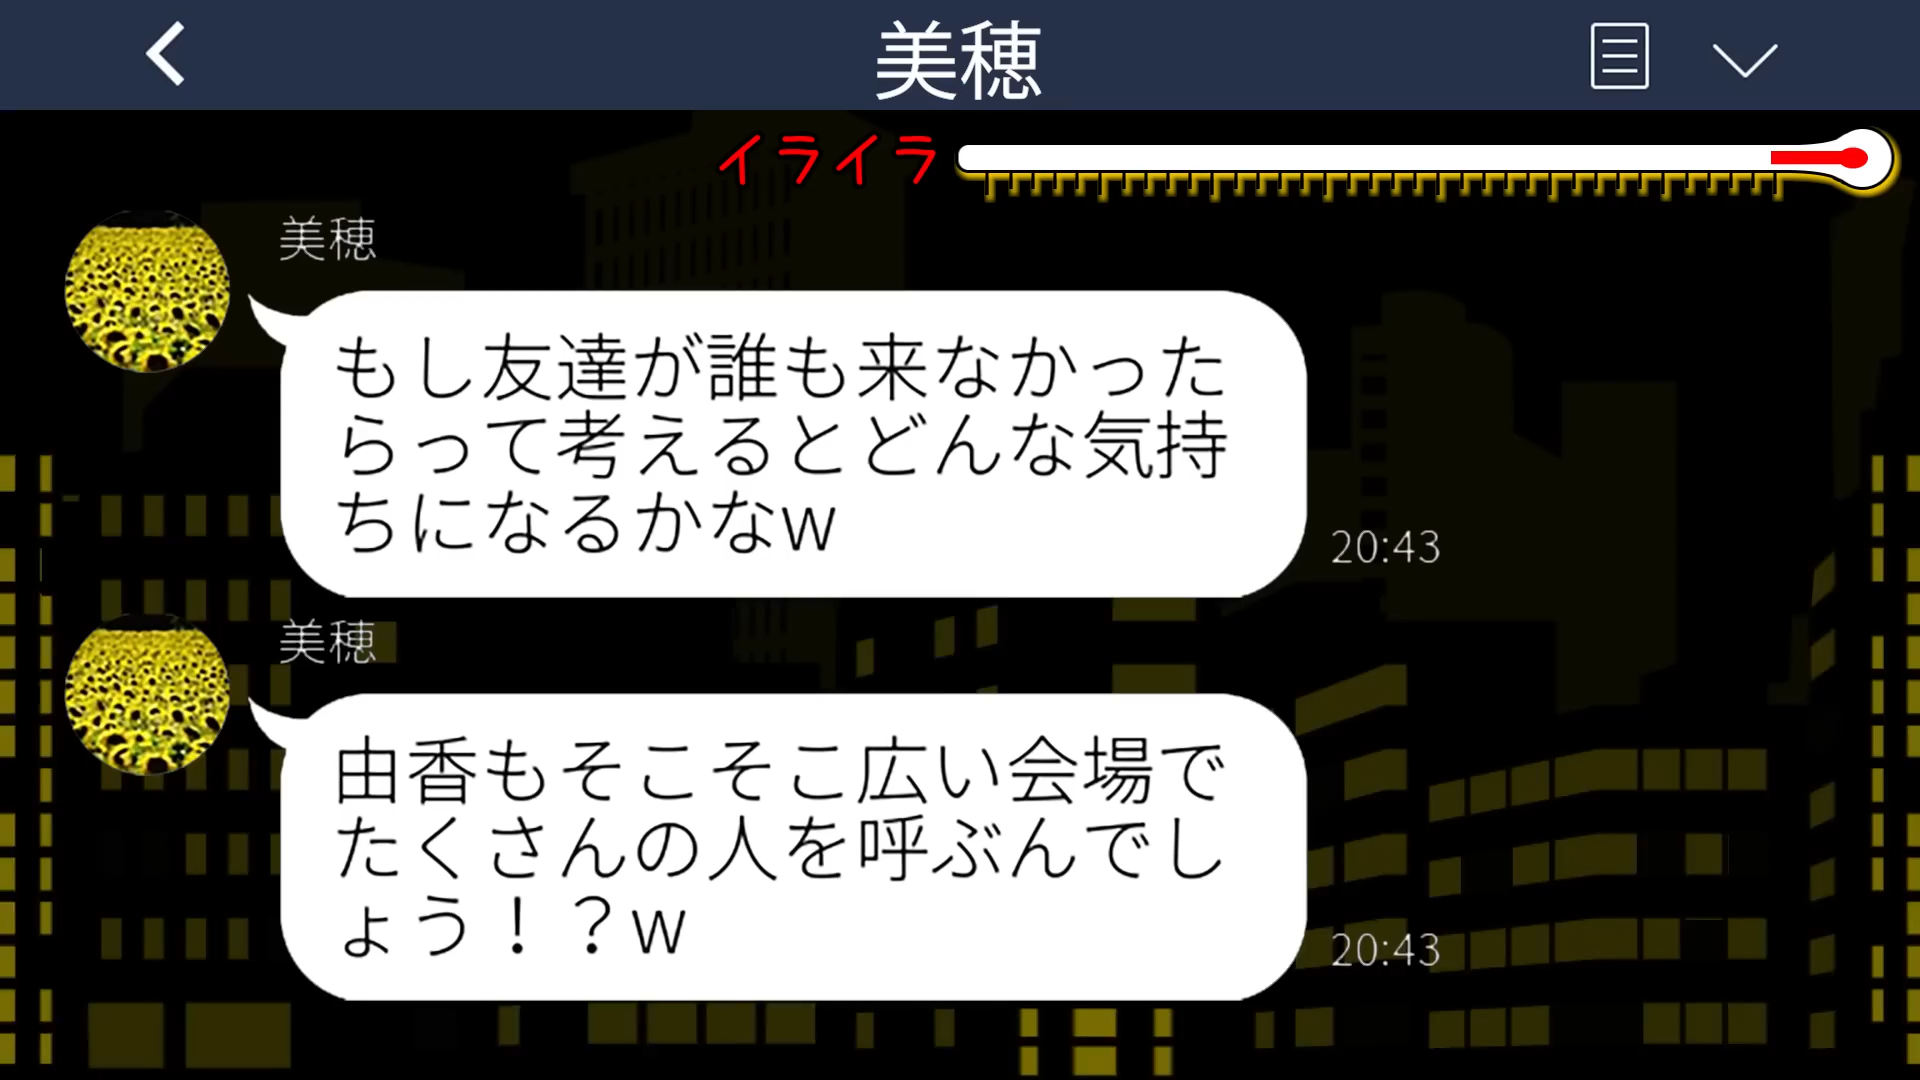 美穂
イライラ
美穂
もし友達が誰も来なかった
らって考えるとどんな気持
ちになるかなw
20:43
美穂
由香もそこそこ広い会場で
たくさんの人を呼ぶんでし
ょう！？w
20:43